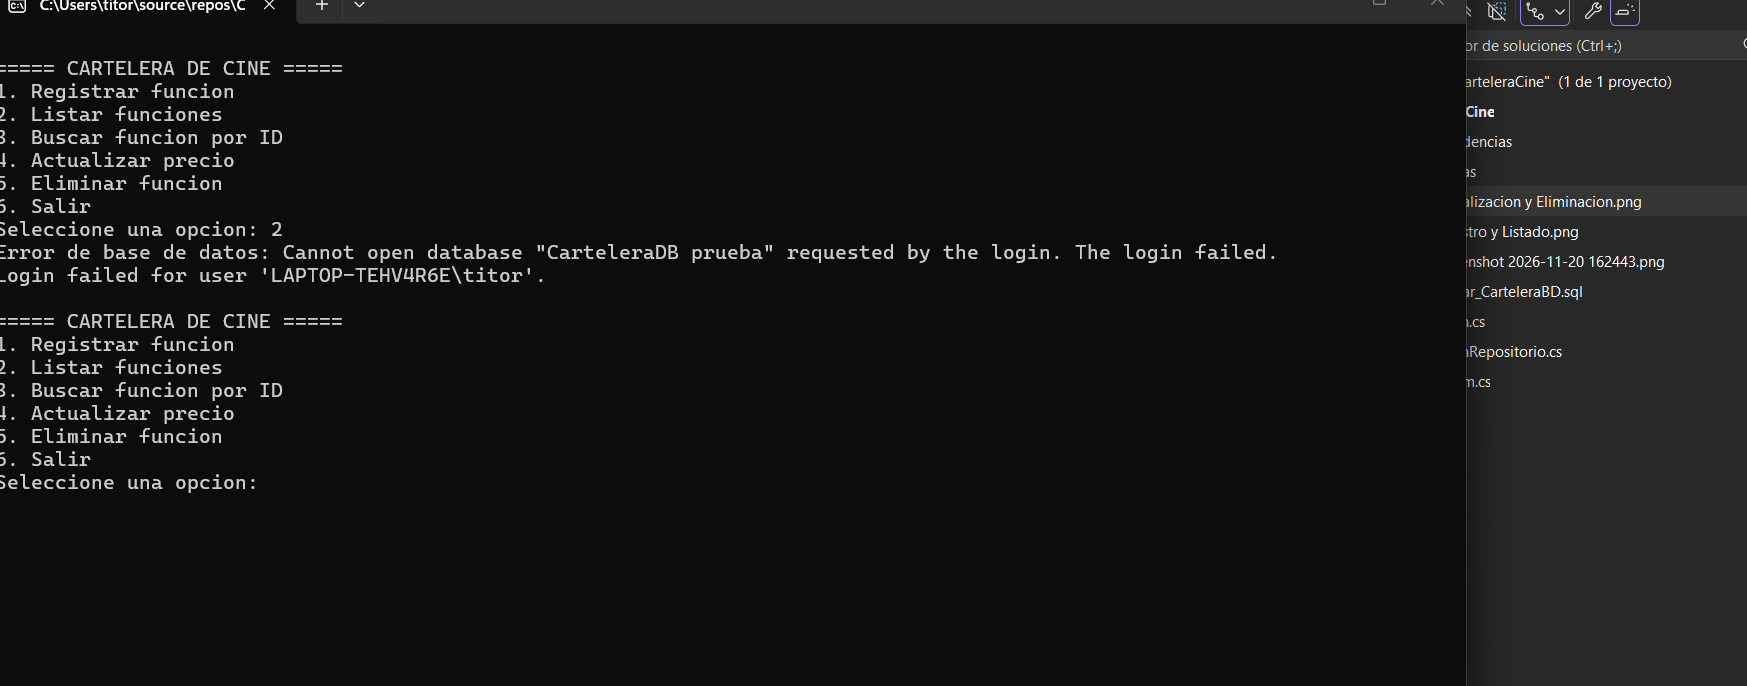 C:\Users\titor\source\repos\C
===== CARTELERA DE CINE =====
1. Registrar funcion
2. Listar funciones
3. Buscar funcion por ID
4. Actualizar precio
5. Eliminar funcion
6. Salir
Seleccione una opcion: 2
Error de base de datos: Cannot open database "CarteleraDB prueba" requested by the login. The login failed.
Login failed for user 'LAPTOP-TEHV4R6E\titor'.
===== CARTELERA DE CINE =====
1. Registrar funcion
2. Listar funciones
3. Buscar funcion por ID
4. Actualizar precio
5. Eliminar funcion
6. Salir
Seleccione una opcion:
or de soluciones (Ctrl+;)
arteleraCine" (1 de 1 proyecto)
Cine
dencias
as
alizacion y Eliminacion.png
stro y Listado.png
enshot 2026-11-20 162443.png
ar_CarteleraBD.sql
n.cs
nRepositorio.cs
m.cs